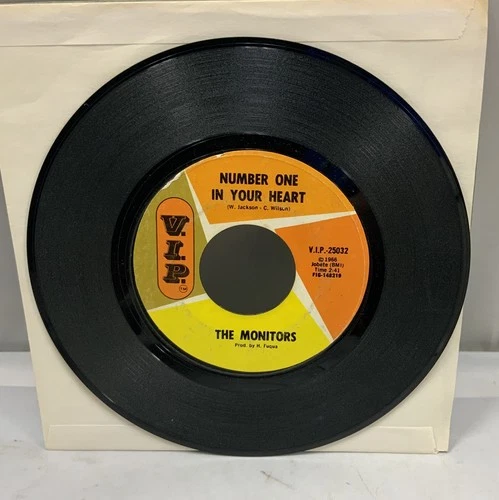 NUMBER ONE
IN YOUR HEART
(W. Jackson - C. Wilson)
V.I.P.
TM
V.I.P.-25032
© 1966
Jobete (BMI)
Time 2:41
THE MONITORS
Prod. by H. Fuqua